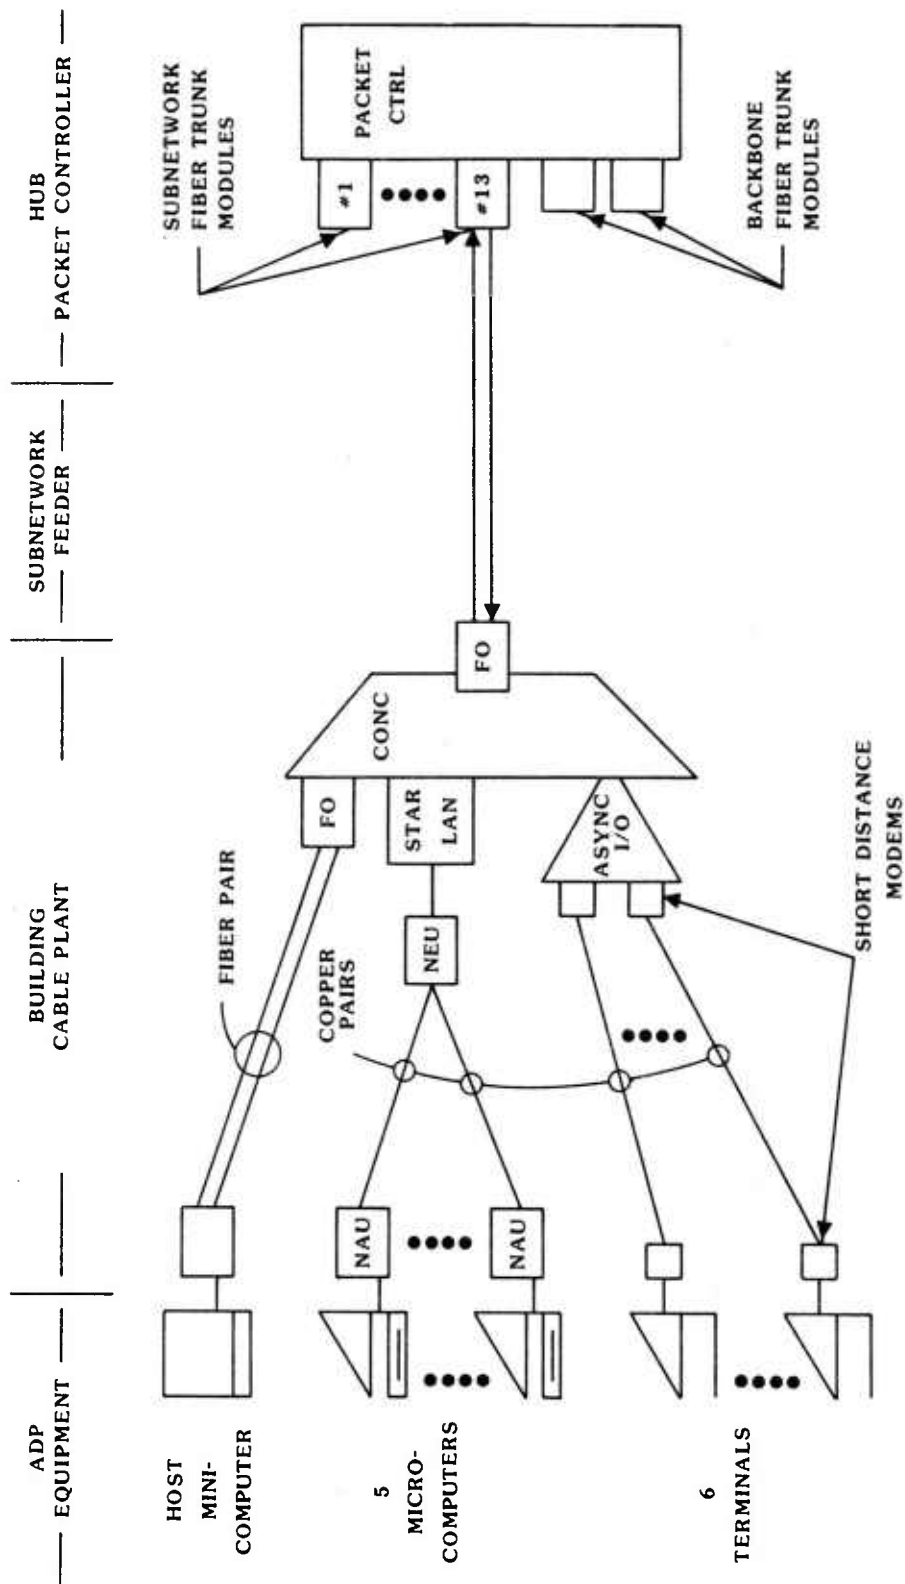 ADP
EQUIPMENT
BUILDING
CABLE PLANT
SUBNETWORK
FEEDER
HUB
PACKET CONTROLLER
HOST
MINI-
COMPUTER
5
MICRO-
COMPUTERS
6
TERMINALS
NAU
NAU
FIBER PAIR
COPPER
PAIRS
NEU
FO
STAR
LAN
ASYNC
I/O
CONC
FO
SHORT DISTANCE
MODEMS
SUBNETWORK
FIBER TRUNK
MODULES
#1
#13
PACKET
CTRL
BACKBONE
FIBER TRUNK
MODULES